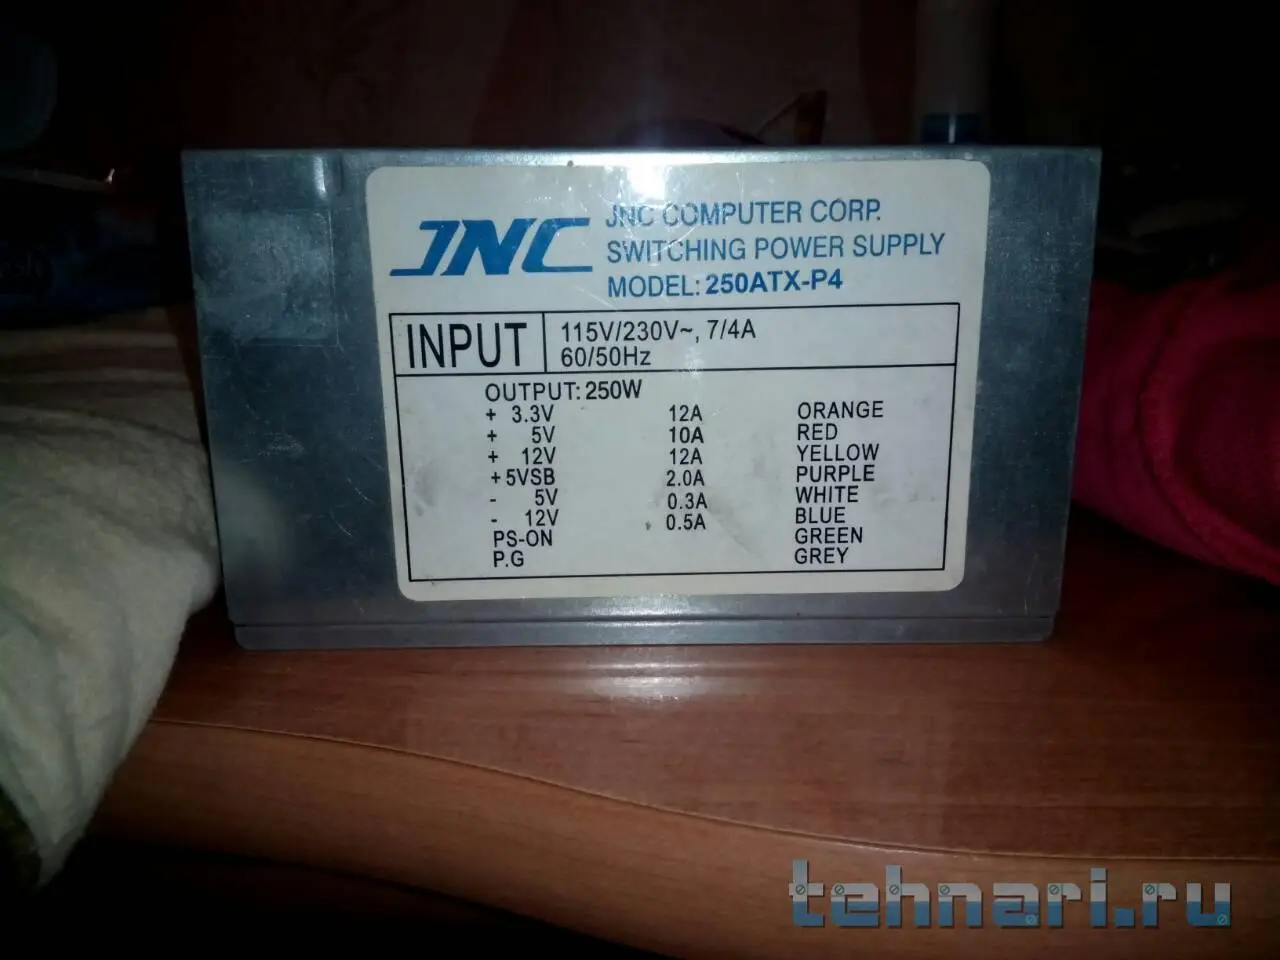 JNC
JNC COMPUTER CORP.
SWITCHING POWER SUPPLY
MODEL: 250ATX-P4
INPUT
115V/230V~, 7/4A
60/50Hz
OUTPUT: 250W
+ 3.3V 12A ORANGE
+ 5V 10A RED
+ 12V 12A YELLOW
+5VSB 2.0A PURPLE
- 5V 0.3A WHITE
- 12V 0.5A BLUE
PS-ON GREEN
P.G GREY
tehnari.ru